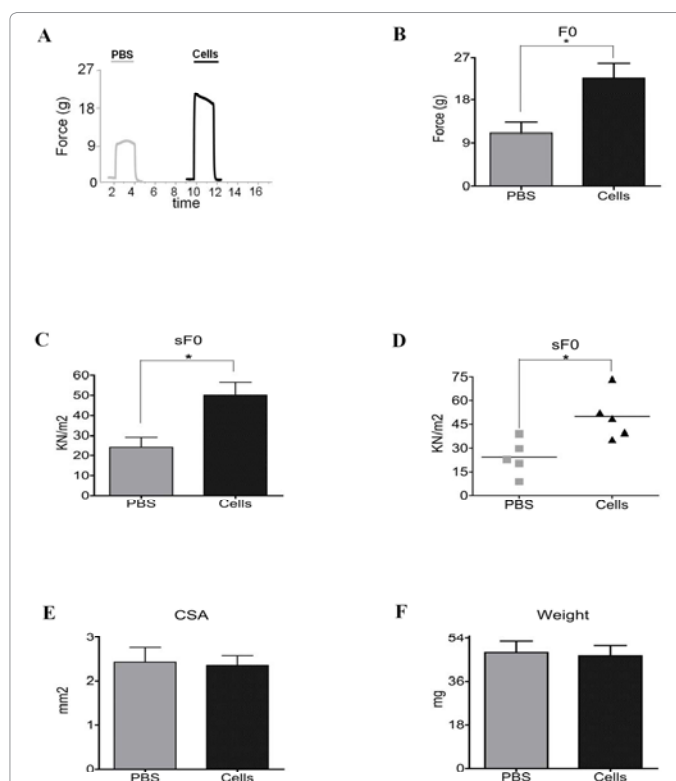 A
PBS
Cells
27
18
9
0
Force (g)
2 4 6 8 10 12 14 16
time
B
F0
*
27
18
9
0
Force (g)
PBS
Cells
C
sF0
*
60
50
40
30
20
10
0
KN/m2
PBS
Cells
D
sF0
*
75
60
45
30
15
0
KN/m2
PBS
Cells
E
CSA
3
2
1
0
mm2
PBS
Cells
F
Weight
54
36
18
0
mg
PBS
Cells